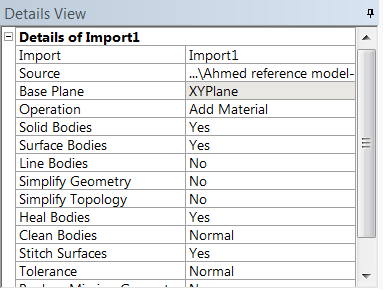 Details View
Details of Import1
Import Import1
Source ...\Ahmed reference model-
Base Plane XYPlane
Operation Add Material
Solid Bodies Yes
Surface Bodies Yes
Line Bodies No
Simplify Geometry No
Simplify Topology No
Heal Bodies Yes
Clean Bodies Normal
Stitch Surfaces Yes
Tolerance Normal